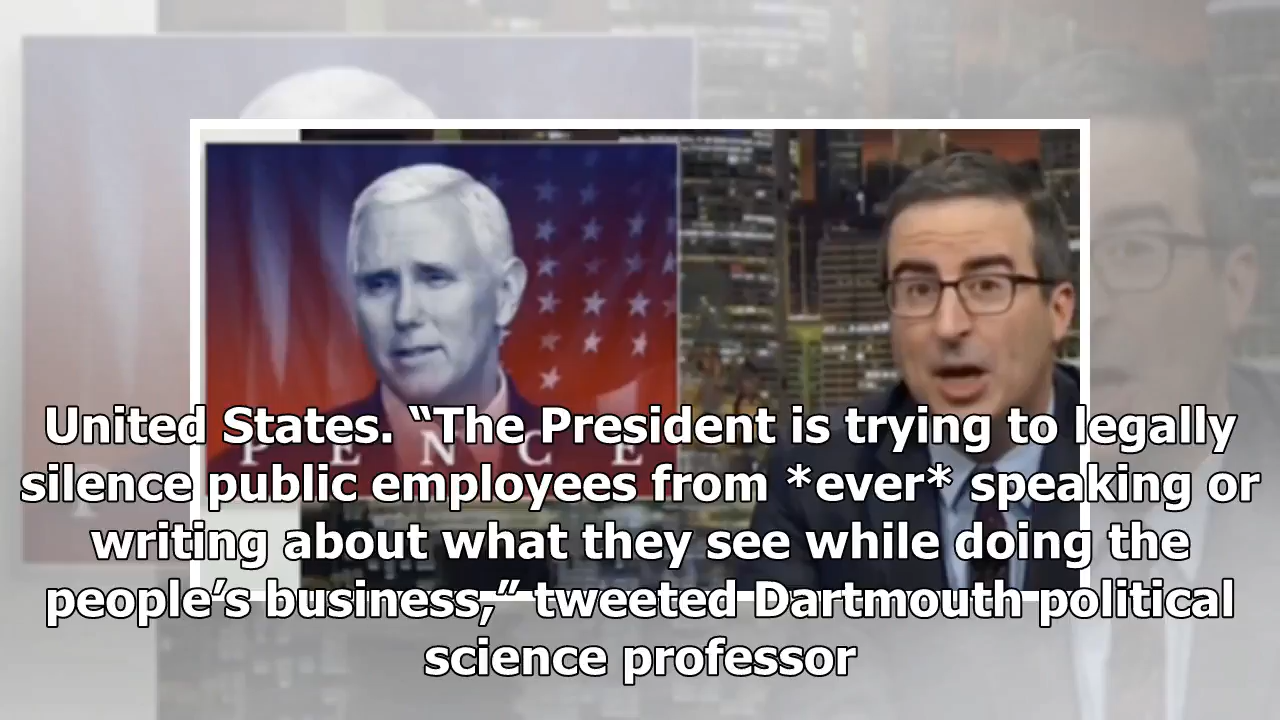 United States. “The President is trying to legally
silence public employees from *ever* speaking or
writing about what they see while doing the
people’s business,” tweeted Dartmouth political
science professor
PENCE